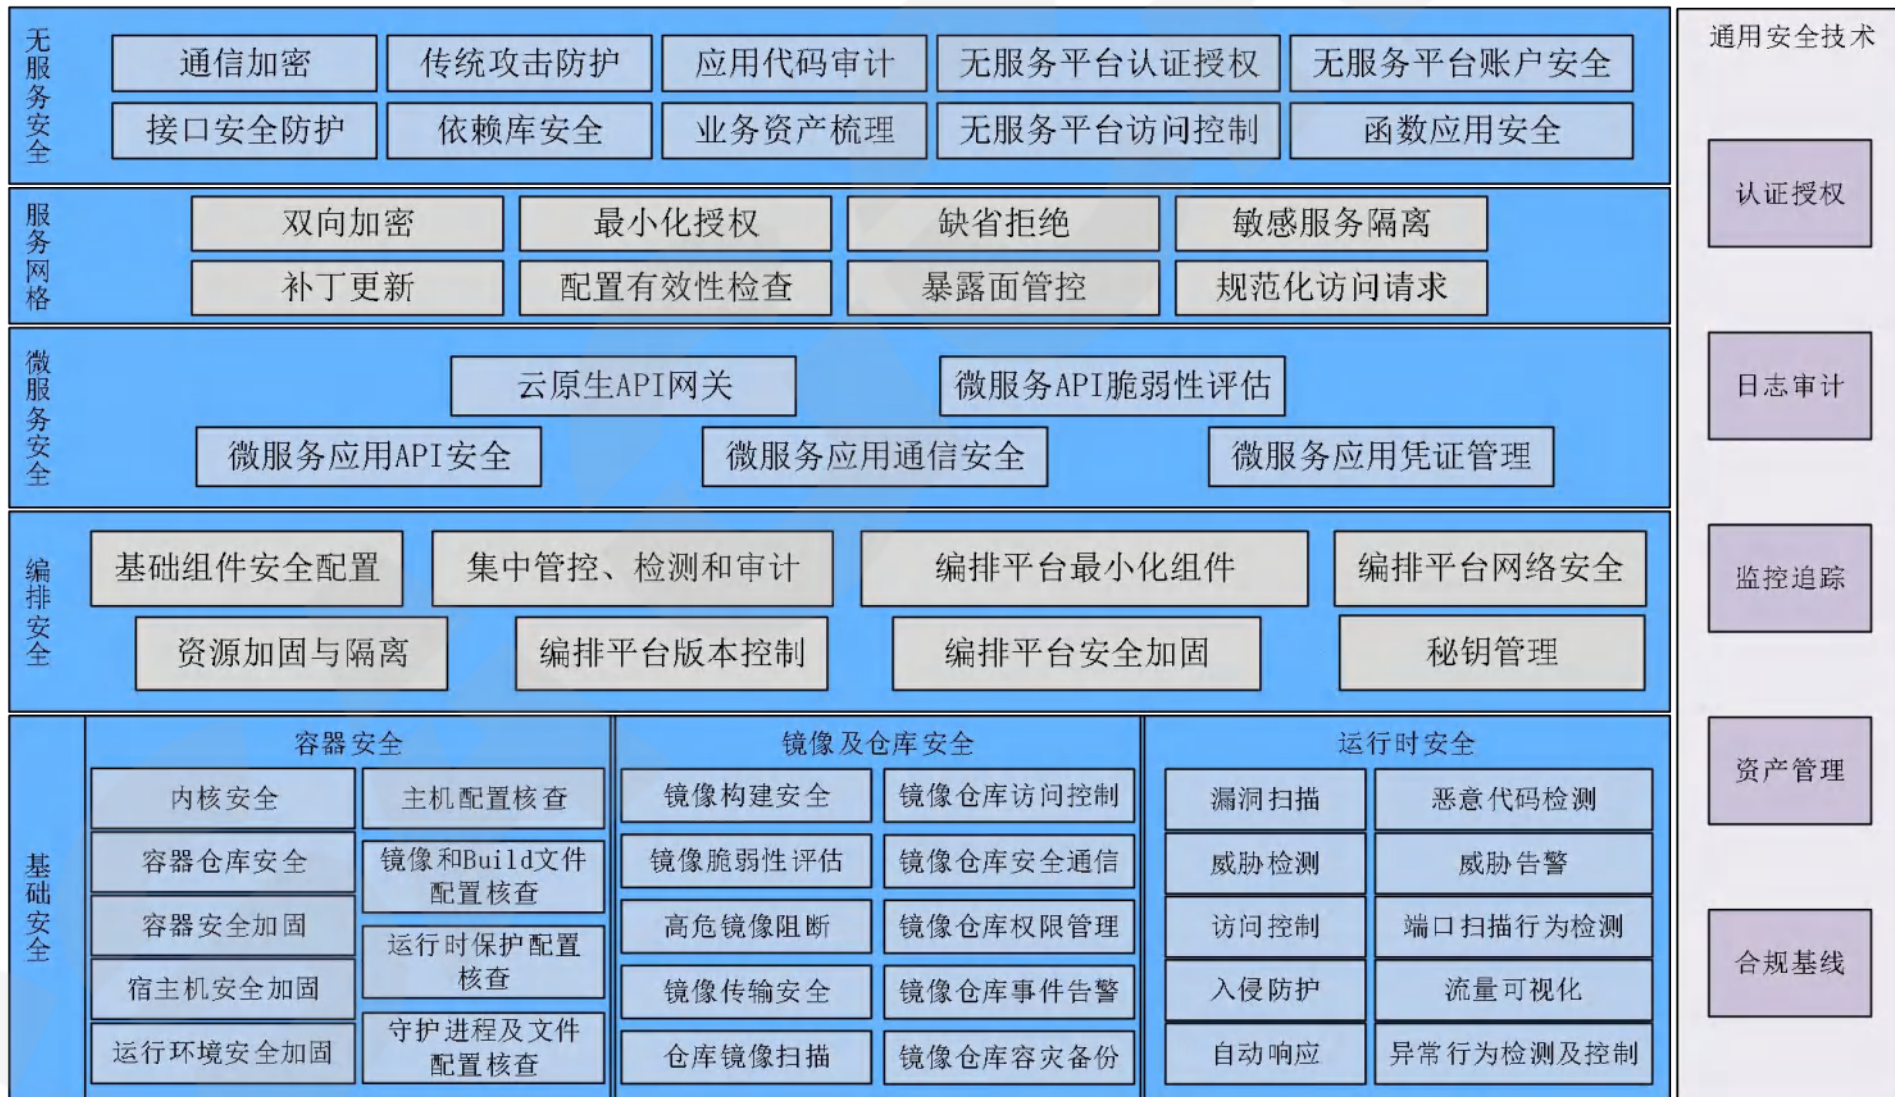 无服务安全
通信加密
传统攻击防护
应用代码审计
无服务平台认证授权
无服务平台账户安全
接口安全防护
依赖库安全
业务资产梳理
无服务平台访问控制
函数应用安全
服务网格
双向加密
最小化授权
缺省拒绝
敏感服务隔离
补丁更新
配置有效性检查
暴露面管控
规范化访问请求
微服务安全
云原生API网关
微服务API脆弱性评估
微服务应用API安全
微服务应用通信安全
微服务应用凭证管理
编排安全
基础组件安全配置
集中管控、检测和审计
编排平台最小化组件
编排平台网络安全
资源加固与隔离
编排平台版本控制
编排平台安全加固
秘钥管理
基础安全
容器安全
内核安全
容器仓库安全
容器安全加固
宿主机安全加固
运行环境安全加固
主机配置核查
镜像和Build文件
配置核查
运行时保护配置
核查
守护进程及文件
配置核查
镜像及仓库安全
镜像构建安全
镜像仓库访问控制
镜像脆弱性评估
镜像仓库安全通信
高危镜像阻断
镜像仓库权限管理
镜像传输安全
镜像仓库事件告警
仓库镜像扫描
镜像仓库容灾备份
运行时安全
漏洞扫描
恶意代码检测
威胁检测
威胁告警
访问控制
端口扫描行为检测
入侵防护
流量可视化
自动响应
异常行为检测及控制
通用安全技术
认证授权
日志审计
监控追踪
资产管理
合规基线